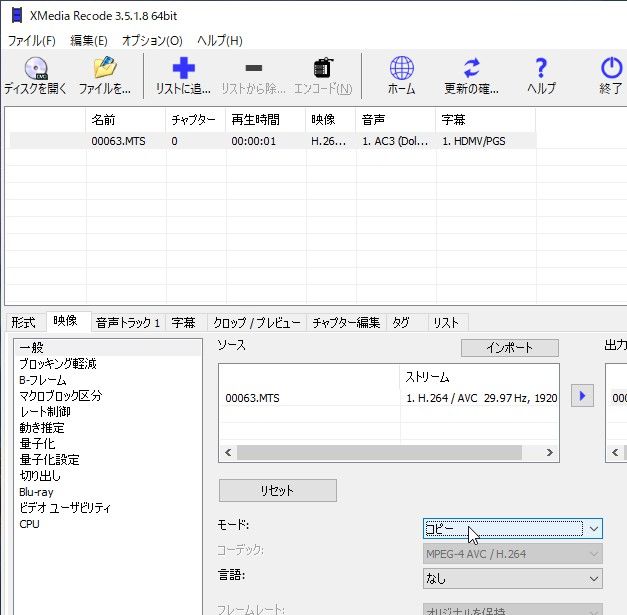 XMedia Recode 3.5.1.8 64bit
ファイル(F) 編集(E) オプション(O) ヘルプ(H)
ディスクを開く ファイルを... リストに追... リストから除... エンコード(N) ホーム 更新の確... ヘルプ 終了
名前 チャプター 再生時間 映像 音声 字幕
00063.MTS 0 00:00:01 H.26... 1. AC3 (Dol... 1. HDMV/PGS
形式 映像 音声トラック 1 字幕 クロップ / プレビュー チャプター編集 タグ リスト
一般
ブロッキング軽減
B-フレーム
マクロブロック区分
レート制御
動き推定
量子化
量子化設定
切り出し
Blu-ray
ビデオ ユーザビリティ
CPU
ソース インポート 出力
ストリーム
00063.MTS 1. H.264 / AVC 29.97 Hz, 1920 000
リセット
モード: コピー
コーデック: MPEG-4 AVC / H.264
言語: なし
フレームレート: オリジナルを保持